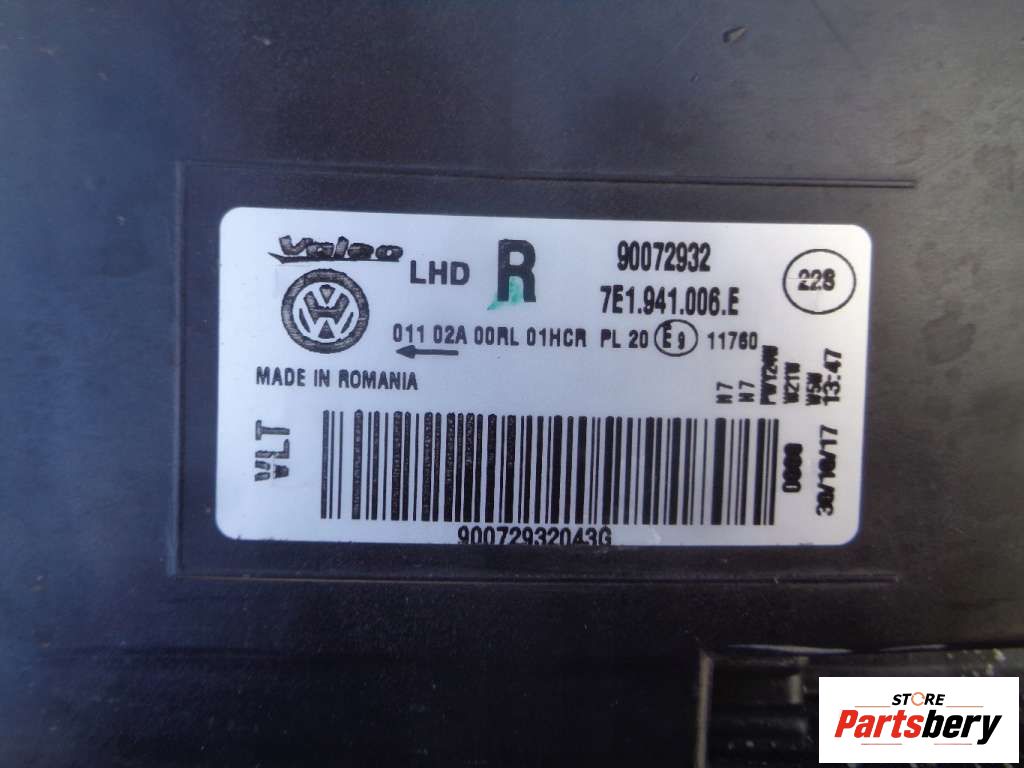 Valeo
LHD R
90072932
7E1.941.006.E
228
011 02A 00RL 01HCR PL 20 E9 11760
MADE IN ROMANIA
VLT
H7
H7
PWY24W
W21W
W5W
0000
30/10/17 13:47
90072932043G
STORE
Partsbery